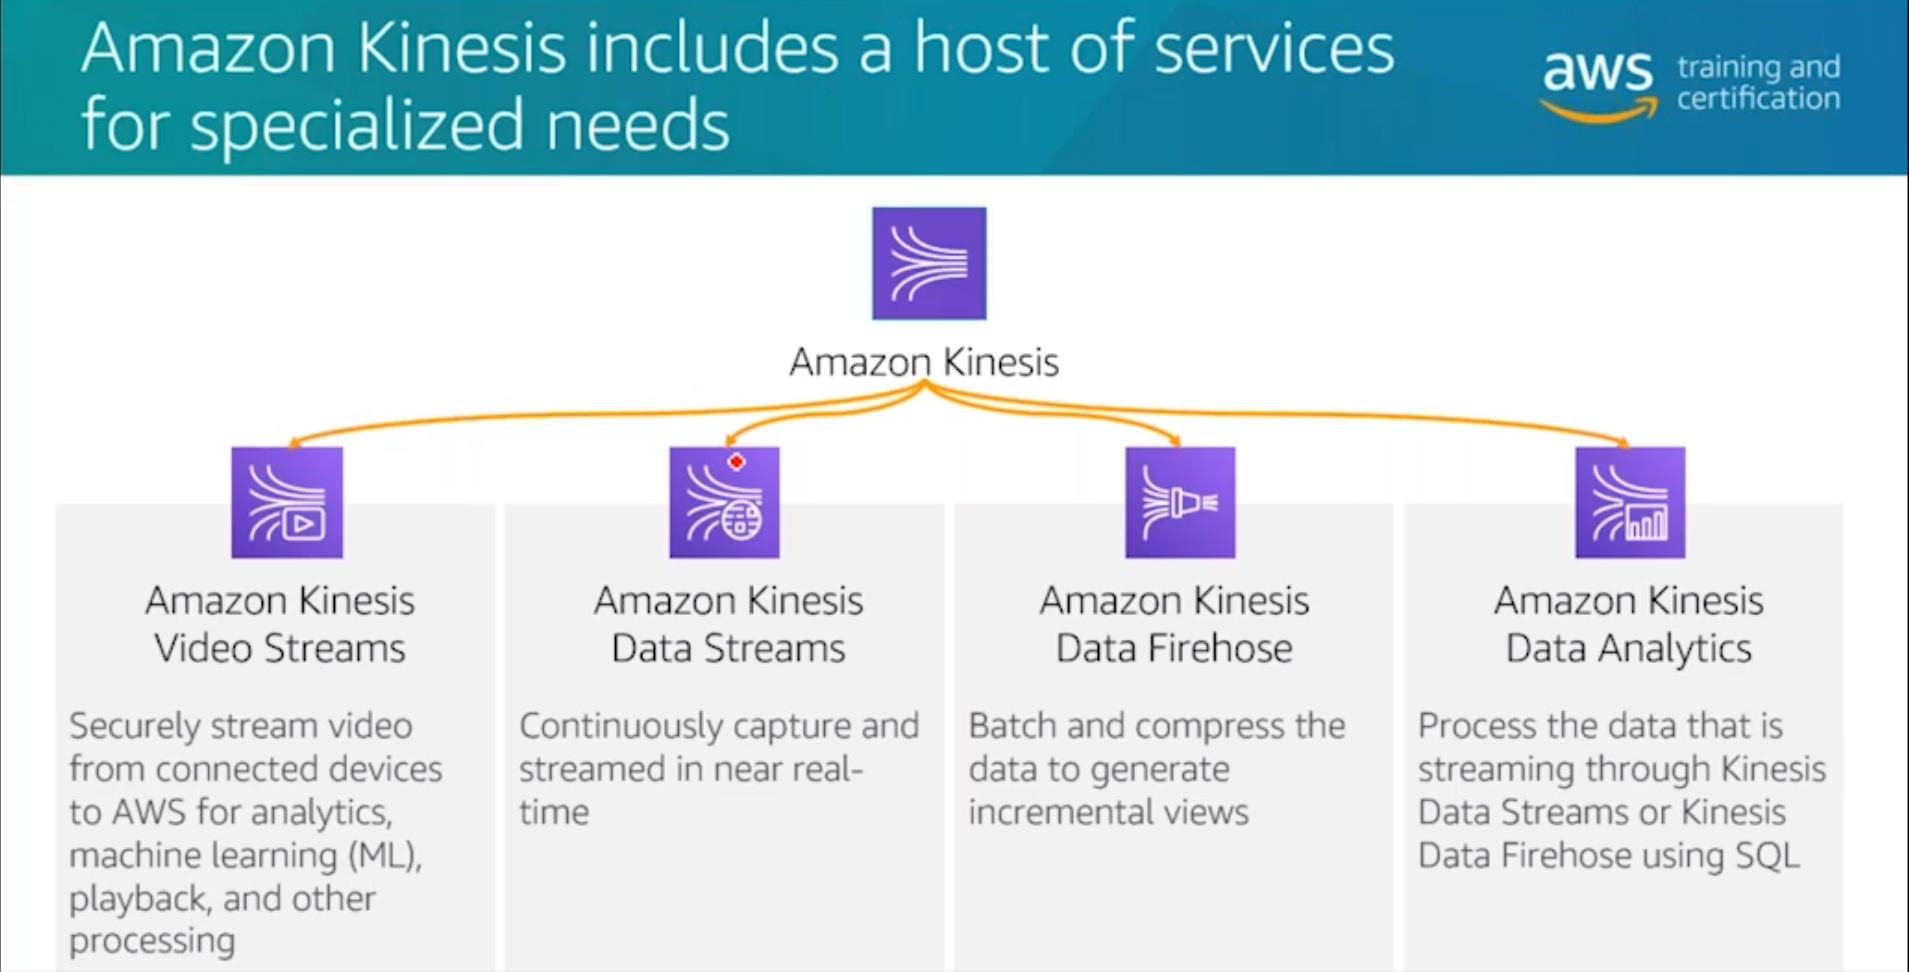 Amazon Kinesis includes a host of services
for specialized needs
aws training and
certification
Amazon Kinesis
Amazon Kinesis
Video Streams
Securely stream video
from connected devices
to AWS for analytics,
machine learning (ML),
playback, and other
processing
Amazon Kinesis
Data Streams
Continuously capture and
streamed in near real-
time
Amazon Kinesis
Data Firehose
Batch and compress the
data to generate
incremental views
Amazon Kinesis
Data Analytics
Process the data that is
streaming through Kinesis
Data Streams or Kinesis
Data Firehose using SQL